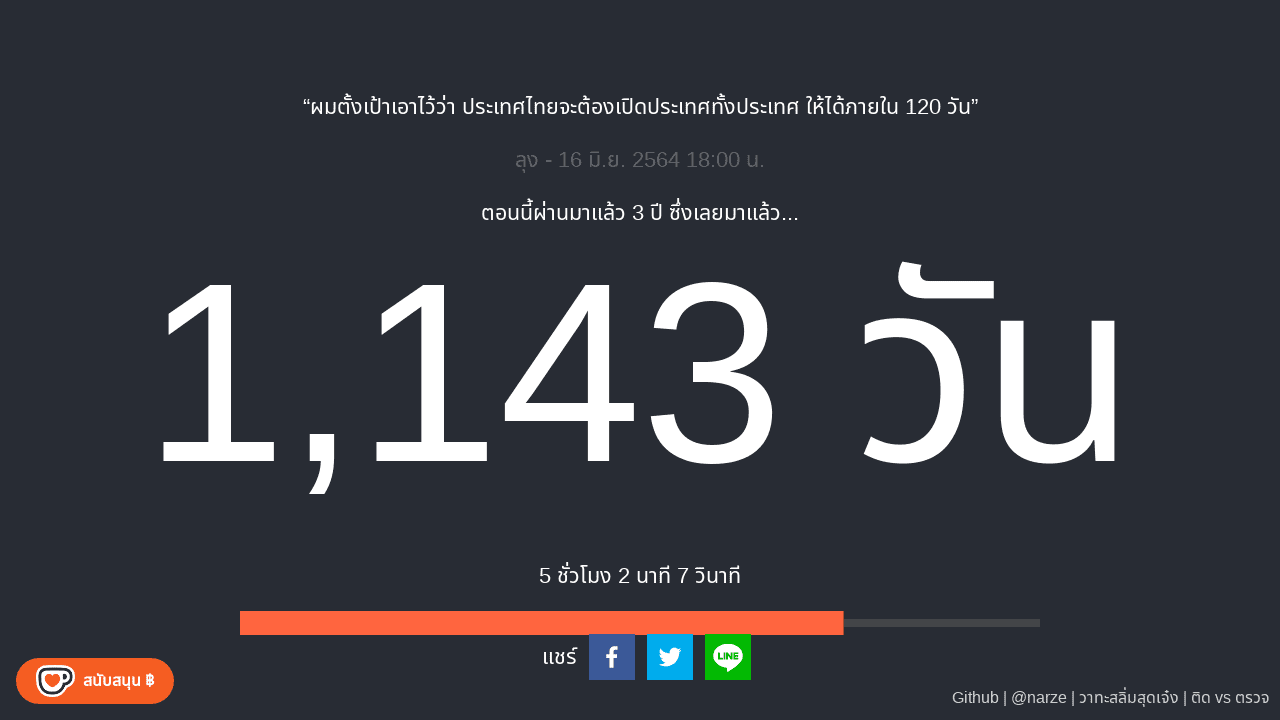 “ผมตั้งเป้าเอาไว้ว่า ประเทศไทยจะต้องเปิดประเทศทั้งประเทศ ให้ได้ภายใน 120 วัน”
ลุง - 16 มิ.ย. 2564 18:00 น.
ตอนนี้ผ่านมาแล้ว 3 ปี ซึ่งเลยมาแล้ว...
1,143 วัน
5 ชั่วโมง 2 นาที 7 วินาที
แชร์
LINE
สนับสนุน ฿
Github | @narze | วาทะสลิ่มสุดเจ๋ง | ติด vs ตรวจ